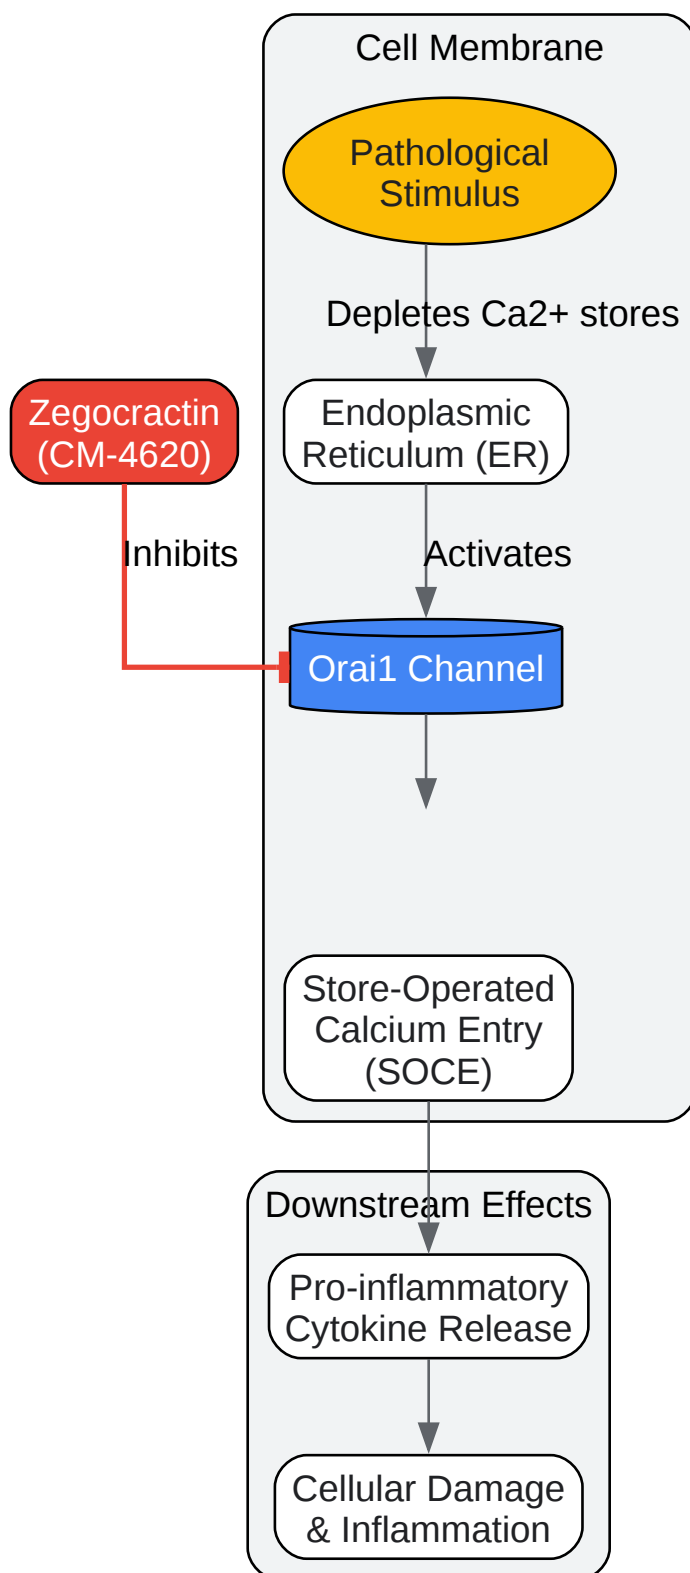 Cell Membrane
Pathological
Stimulus
Depletes Ca2+ stores
Zegocractin
(CM-4620)
Endoplasmic
Reticulum (ER)
Inhibits
Activates
Orai1 Channel
Store-Operated
Calcium Entry
(SOCE)
Downstream Effects
Pro-inflammatory
Cytokine Release
Cellular Damage
& Inflammation